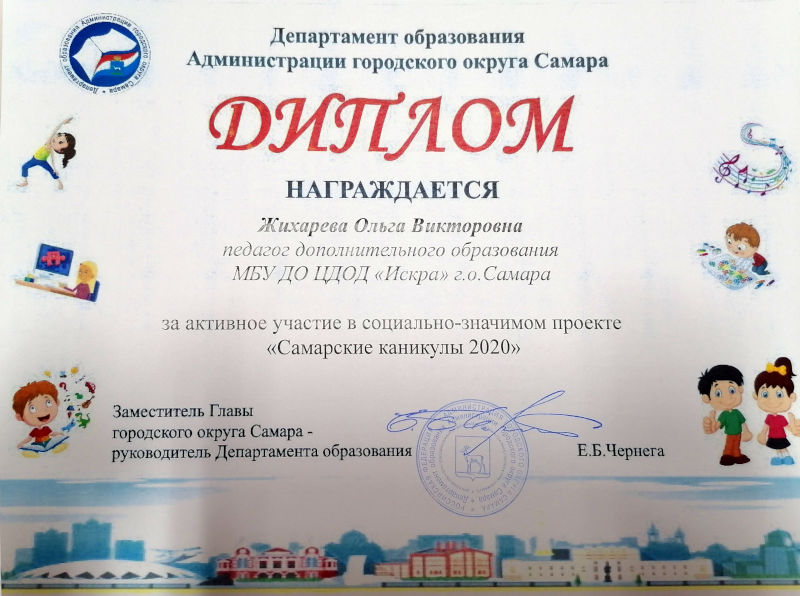 Департамент образования
Администрации городского округа Самара
ДИПЛОМ
НАГРАЖДАЕТСЯ
Жихарева Ольга Викторовна
педагог дополнительного образования
МБУ ДО ЦДОД «Искра» г.о.Самара
за активное участие в социально-значимом проекте
«Самарские каникулы 2020»
Заместитель Главы
городского округа Самара -
руководитель Департамента образования
Е.Б.Чернега